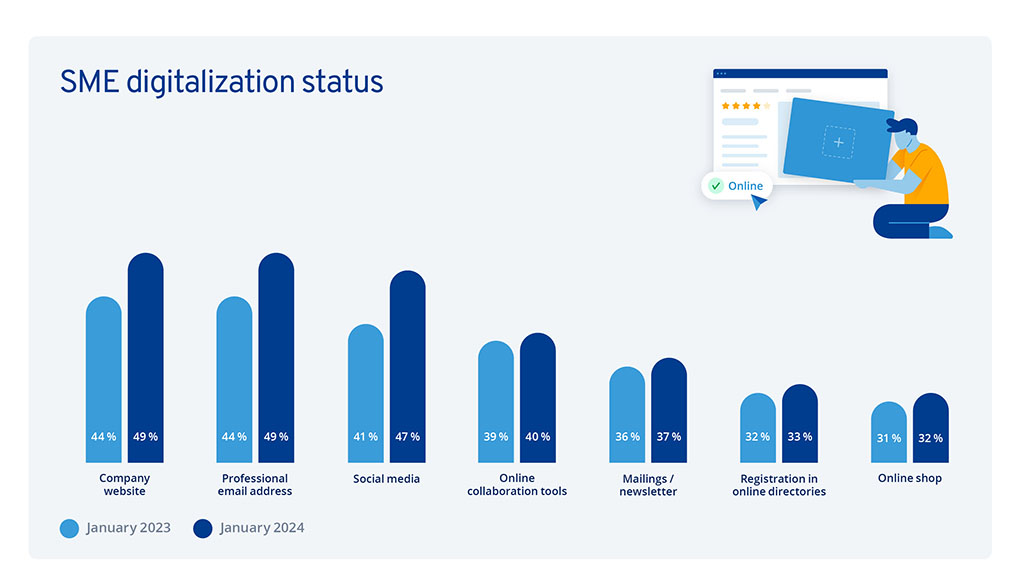 SME digitalization status
Online
44 %
49 %
44 %
49 %
41 %
47 %
39 %
40 %
36 %
37 %
32 %
33 %
31 %
32 %
Company
website
Professional
email address
Social media
Online
collaboration tools
Mailings /
newsletter
Registration in
online directories
Online shop
January 2023
January 2024